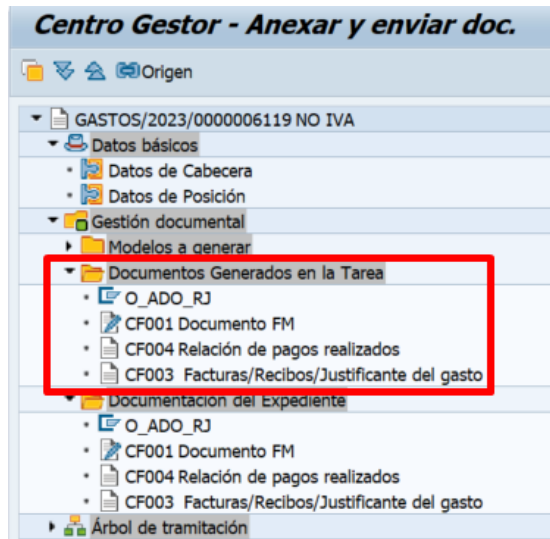 Centro Gestor - Anexar y enviar doc.
Origen
GASTOS/2023/0000006119 NO IVA
Datos básicos
Datos de Cabecera
Datos de Posición
Gestión documental
Modelos a generar
Documentos Generados en la Tarea
O_ADO_RJ
CF001 Documento FM
CF004 Relación de pagos realizados
CF003 Facturas/Recibos/Justificante del gasto
Documentación del Expediente
O_ADO_RJ
CF001 Documento FM
CF004 Relación de pagos realizados
CF003 Facturas/Recibos/Justificante del gasto
Árbol de tramitación